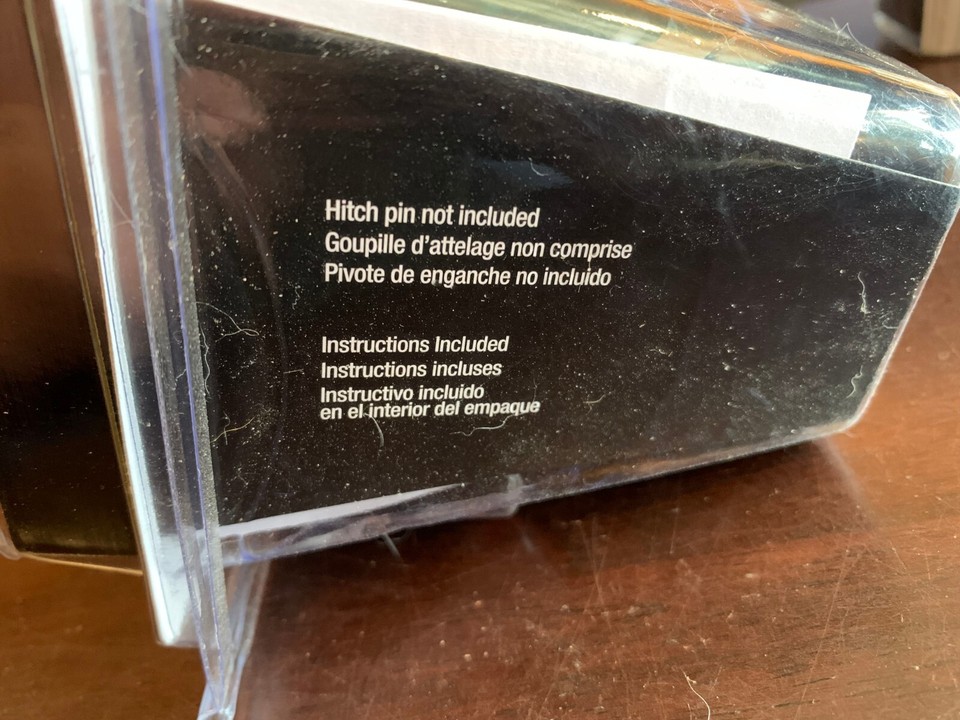 Hitch pin not included
Goupille d'attelage non comprise
Pivote de enganche no incluido
Instructions Included
Instructions incluses
Instructivo incluido
en el interior del empaque